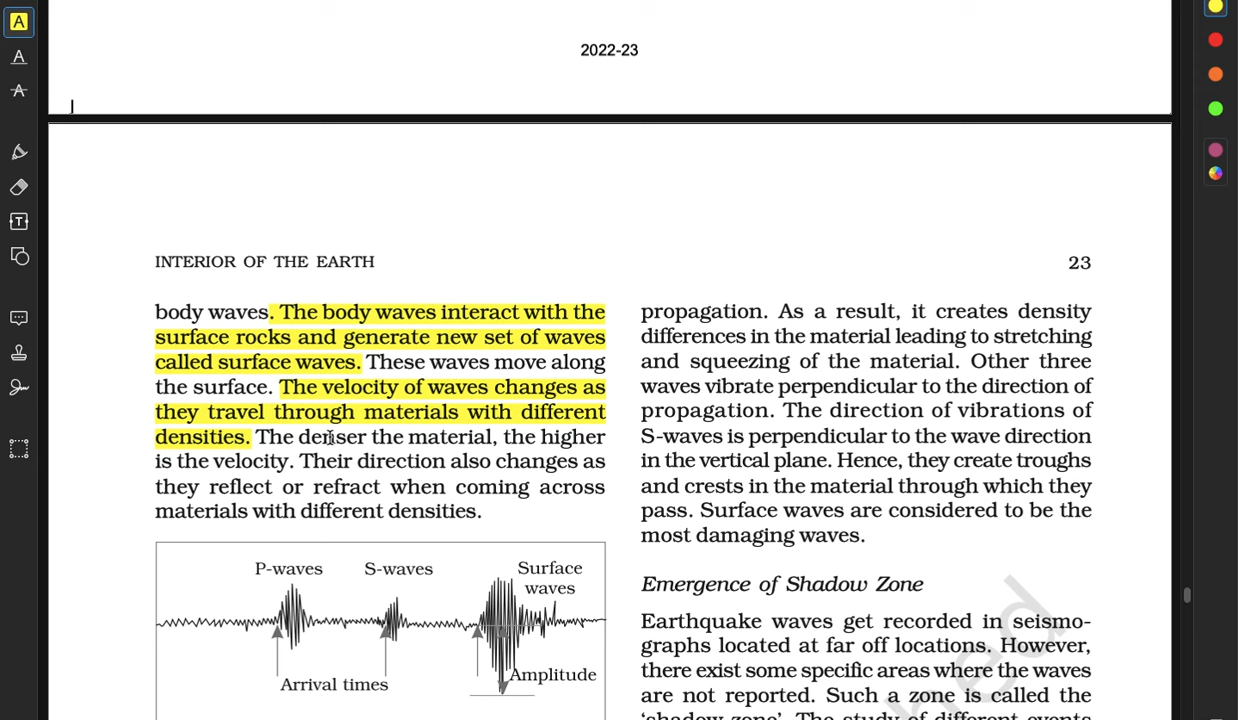 2022-23
INTERIOR OF THE EARTH
23
body waves. The body waves interact with the
surface rocks and generate new set of waves
called surface waves. These waves move along
the surface. The velocity of waves changes as
they travel through materials with different
densities. The denser the material, the higher
is the velocity. Their direction also changes as
they reflect or refract when coming across
materials with different densities.
P-waves
S-waves
Surface
waves
Arrival times
Amplitude
propagation. As a result, it creates density
differences in the material leading to stretching
and squeezing of the material. Other three
waves vibrate perpendicular to the direction of
propagation. The direction of vibrations of
S-waves is perpendicular to the wave direction
in the vertical plane. Hence, they create troughs
and crests in the material through which they
pass. Surface waves are considered to be the
most damaging waves.
Emergence of Shadow Zone
Earthquake waves get recorded in seismo-
graphs located at far off locations. However,
there exist some specific areas where the waves
are not reported. Such a zone is called the
'shadow zone'. The study of different events